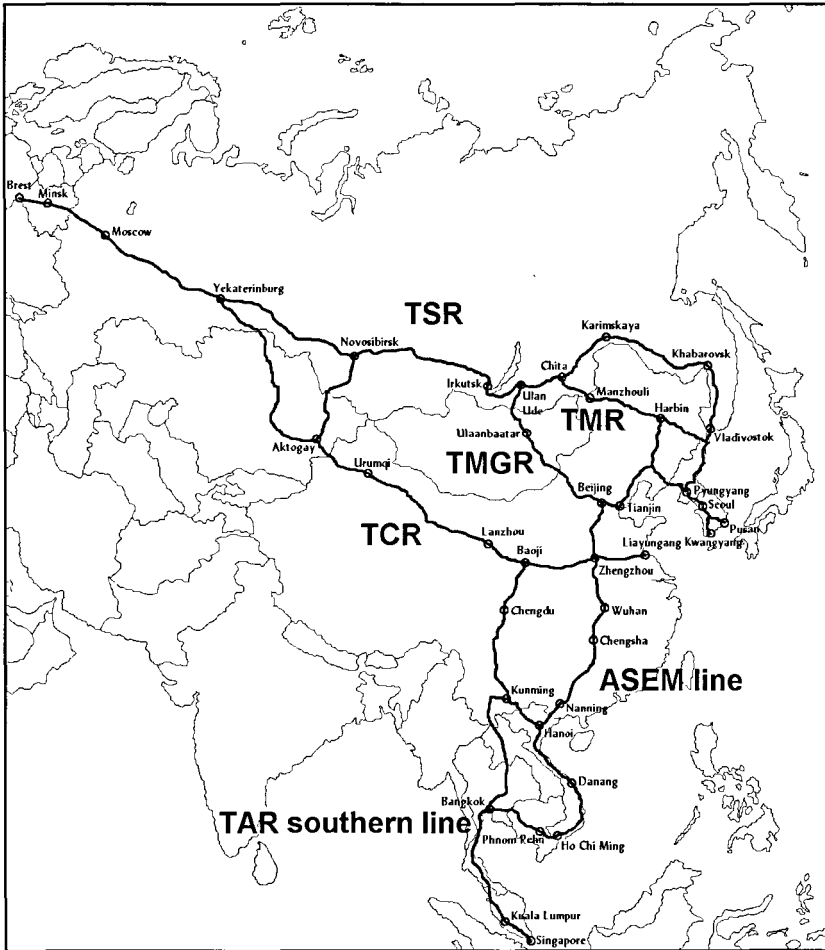 Brest
Minsk
Moscow
Yekaterinburg
TSR
Karimskaya
Novosibirsk
Khabarovsk
Chita
Irkutsk
Ulan
Ude
Manzhouli
TMR
Harbin
Ulaanbaatar
Vladivostok
Aktogay
TMGR
Urumqi
Beijing
Pyungyang
Tianjin
Seoul
Pusan
TCR
Lanzhou
Liayungang
Kwangyang
Baoji
Zhengzhou
Chengdu
Wuhan
Chengsha
ASEM line
Kunming
Nanning
Hanoi
Danang
Bangkok
TAR southern line
Phnom Rehn
Ho Chi Ming
Kuala Lumpur
Singapore